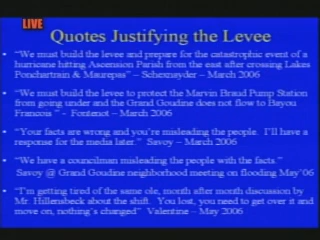 LIVE
Quotes Justifying the Levee
• "We must build the levee and prepare for the catastrophic event of a
hurricane hitting Ascension Parish from the east after crossing Lakes
Ponchartrain & Maurepas" – Schexnayder – March 2006
• "We must build the levee to protect the Marvin Braud Pump Station
from going under and the Grand Goudine does not flow to Bayou
Francois " - Fontenot – March 2006
• "Your facts are wrong and you're misleading the people. I'll have a
response for the media later." Savoy – March 2006
• "We have a councilman misleading the people with the facts."
Savoy @ Grand Goudine neighborhood meeting on flooding May'06
• "I'm getting tired of the same ole, month after month discussion by
Mr. Hillensbeck about the shift. You lost, you need to get over it and
move on, nothing's changed" Valentine – May 2006